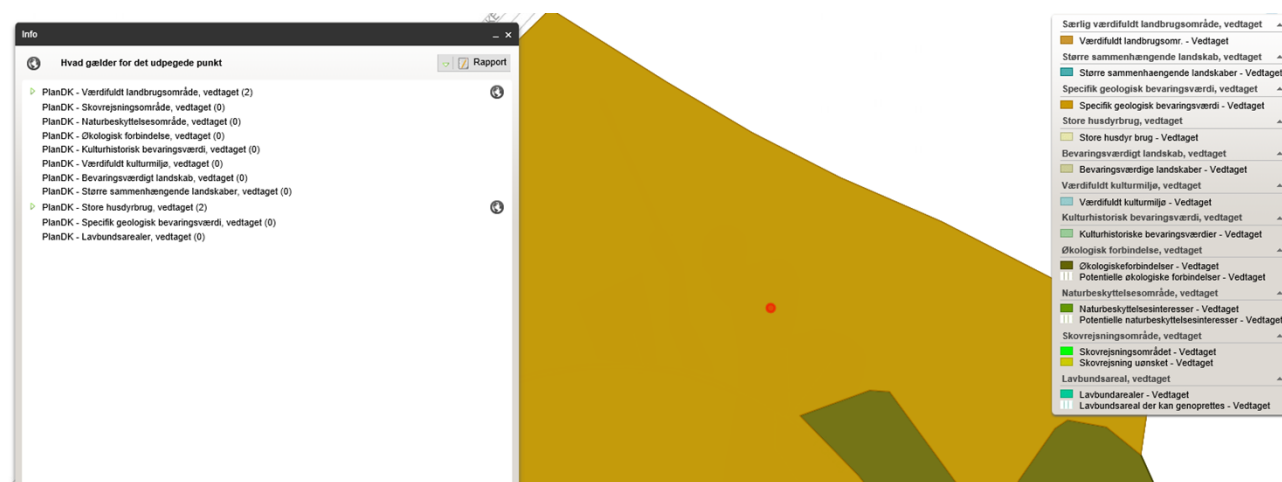 Info
Hvad gælder for det udpegede punkt
Rapport
PlanDK - Værdifuldt landbrugsområde, vedtaget (2)
PlanDK - Skovrejsningsområde, vedtaget (0)
PlanDK - Naturbeskyttelsesområde, vedtaget (0)
PlanDK - Økologisk forbindelse, vedtaget (0)
PlanDK - Kulturhistorisk bevaringsværdi, vedtaget (0)
PlanDK - Værdifuldt kulturmiljø, vedtaget (0)
PlanDK - Bevaringsværdigt landskab, vedtaget (0)
PlanDK - Større sammenhængende landskaber, vedtaget (0)
PlanDK - Store husdyrbrug, vedtaget (2)
PlanDK - Specifik geologisk bevaringsværdi, vedtaget (0)
PlanDK - Lavbundsarealer, vedtaget (0)
Særlig værdifuldt landbrugsområde, vedtaget
Værdifuldt landbrugsomr. - Vedtaget
Større sammenhængende landskab, vedtaget
Større sammenhaengende landskaber - Vedtaget
Specifik geologisk bevaringsværdi, vedtaget
Specifik geologisk bevaringsværdi - Vedtaget
Store husdyrbrug, vedtaget
Store husdyr brug - Vedtaget
Bevaringsværdigt landskab, vedtaget
Bevaringsværdige landskaber - Vedtaget
Værdifuldt kulturmiljø, vedtaget
Værdifuldt kulturmiljø - Vedtaget
Kulturhistorisk bevaringsværdi, vedtaget
Kulturhistoriske bevaringsværdier - Vedtaget
Økologisk forbindelse, vedtaget
Økologiskeforbindelser - Vedtaget
Potentielle økologiske forbindelser - Vedtaget
Naturbeskyttelsesområde, vedtaget
Naturbeskyttelsesinteresser - Vedtaget
Potentielle naturbeskyttelsesinteresser - Vedtaget
Skovrejsningsområde, vedtaget
Skovrejsningsområdet - Vedtaget
Skovrejsning uønsket - Vedtaget
Lavbundsareal, vedtaget
Lavbundarealer - Vedtaget
Lavbundsareal der kan genoprettes - Vedtaget